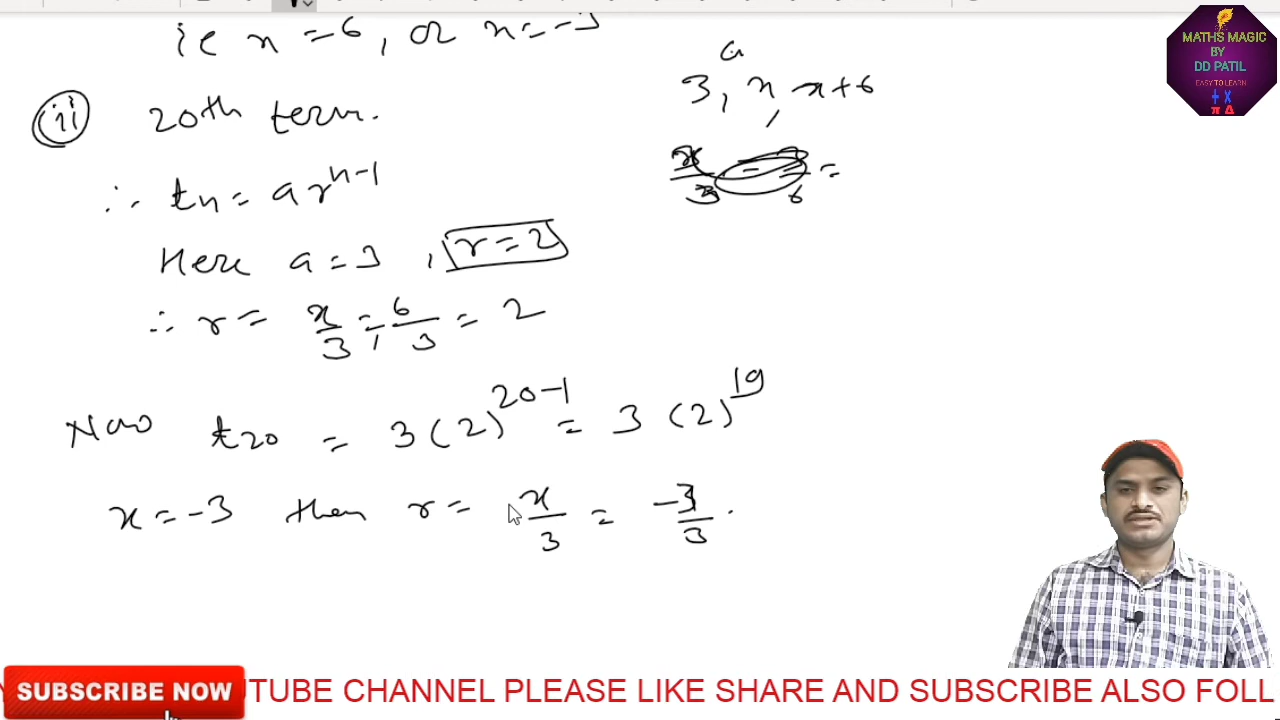 ie x = 6, or x = -3
(ii) 20th term.
3, x, x+6
∴ tn = ar^n-1
Here a = 3, r = 2
∴ r = x/3 = 6/3 = 2
Now t20 = 3(2)^20-1 = 3(2)^19
x = -3 then r = x/3 = -3/3.
MATHS MAGIC
BY
DD PATIL
EASY TO LEARN
+ X
π Δ
SUBSCRIBE NOW
TUBE CHANNEL PLEASE LIKE SHARE AND SUBSCRIBE ALSO FOLL